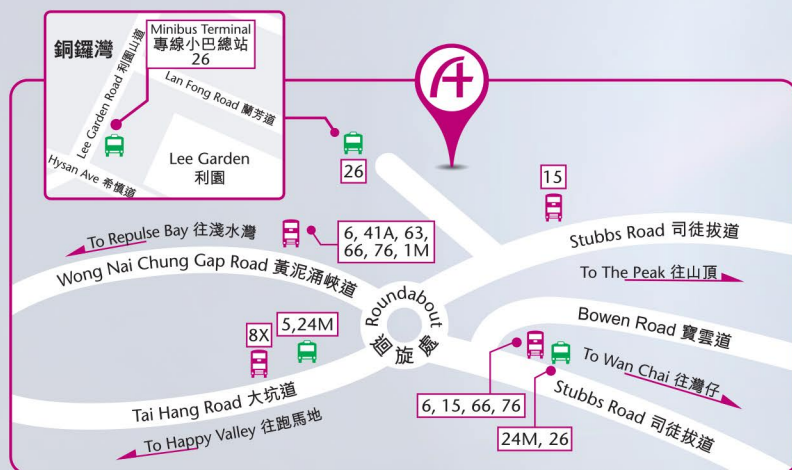 銅鑼灣
Minibus Terminal
專線小巴總站
26
Lee Garden Road 利園山道
Lan Fong Road 蘭芳道
Hysan Ave 希慎道
Lee Garden
利園
26
15
To Repulse Bay 往淺水灣
6, 41A, 63,
66, 76, 1M
Stubbs Road 司徒拔道
Wong Nai Chung Gap Road 黃泥涌峽道
To The Peak 往山頂
Roundabout
迴旋處
Bowen Road 寶雲道
8X
5,24M
To Wan Chai 往灣仔
Tai Hang Road 大坑道
6, 15, 66, 76
Stubbs Road 司徒拔道
To Happy Valley 往跑馬地
24M, 26